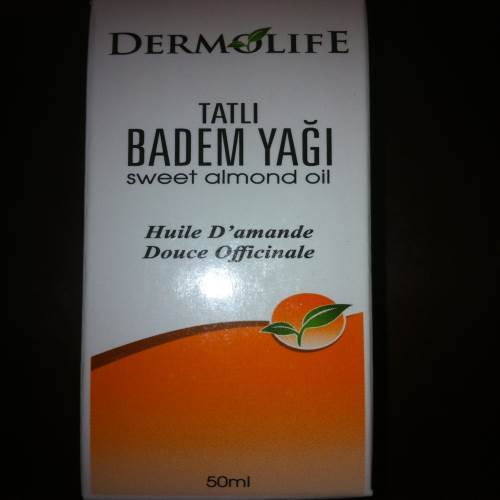 DERMOLIFE
TATLI
BADEM YAĞI
sweet almond oil
Huile D'amande
Douce Officinale
50ml